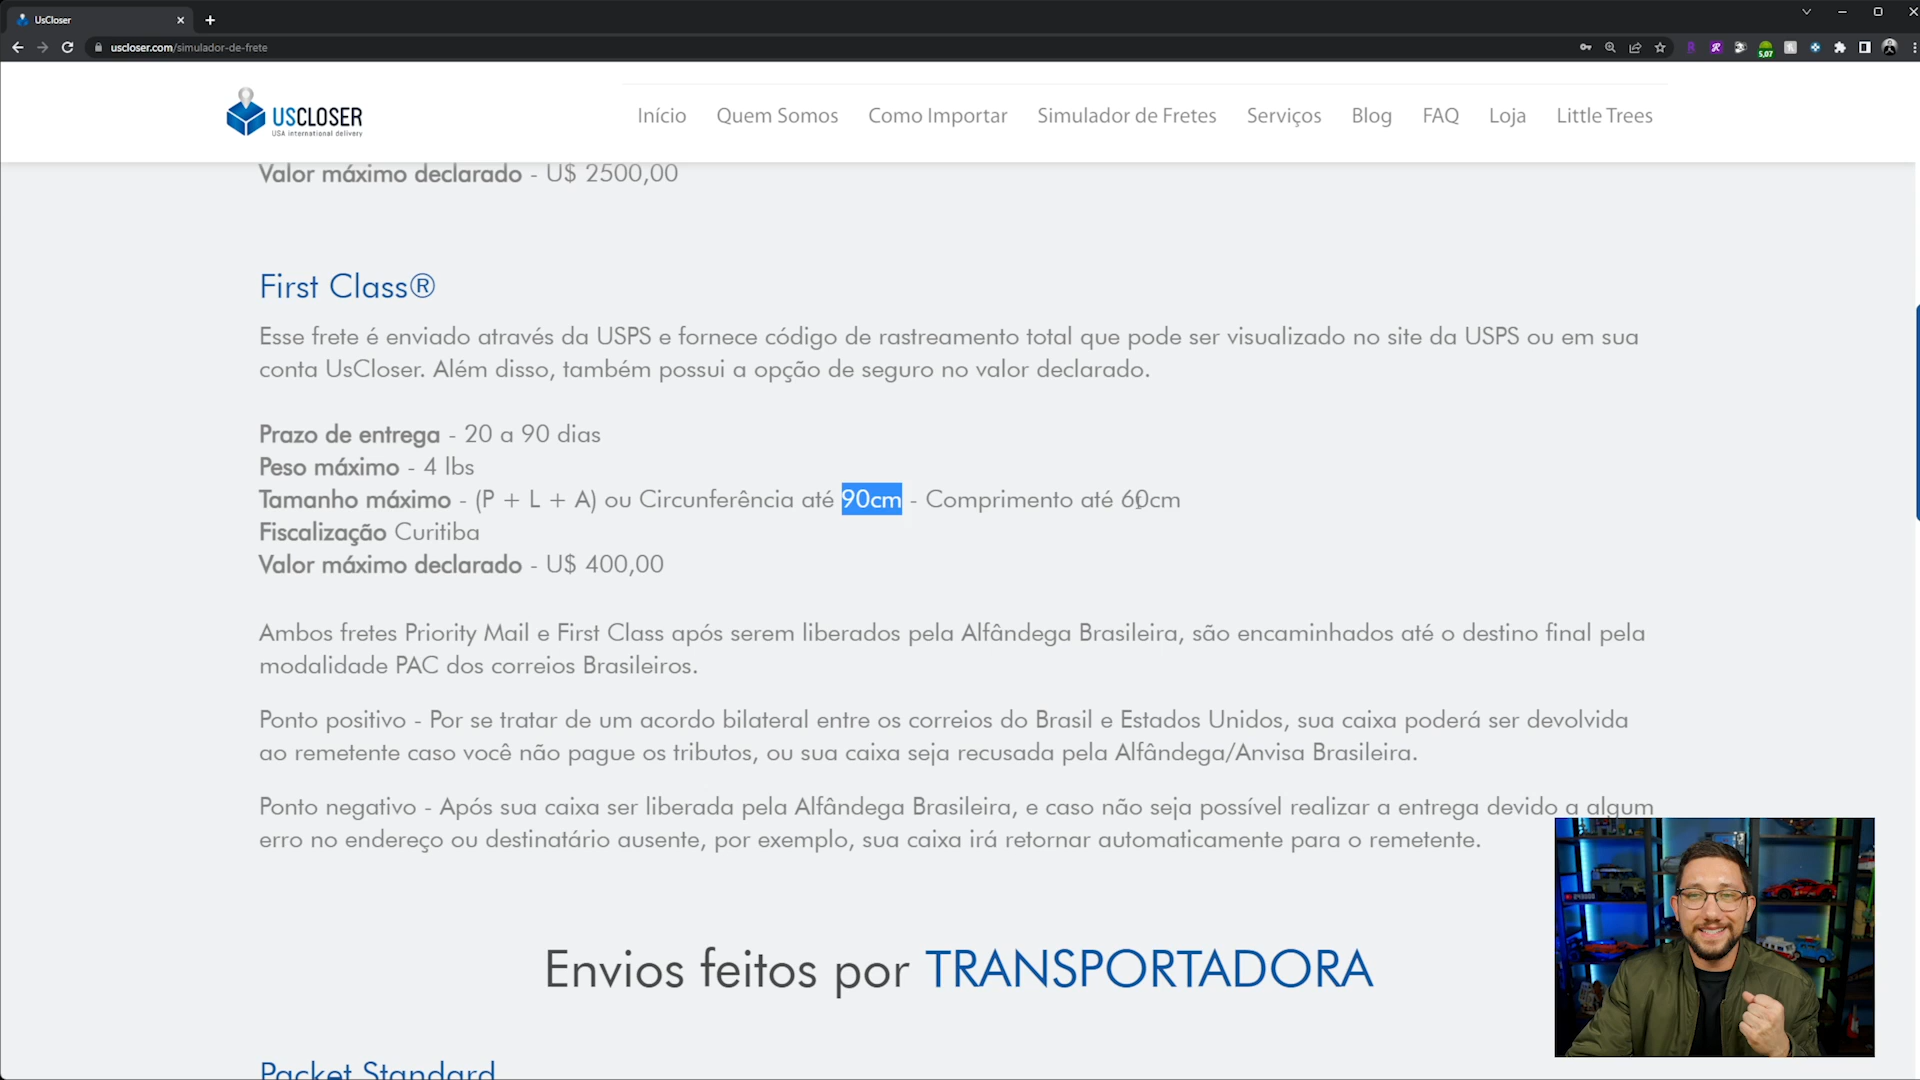 UsCloser
uscloser.com/simulador-de-frete
5,07
USCLOSER
USA international delivery
Início
Quem Somos
Como Importar
Simulador de Fretes
Serviços
Blog
FAQ
Loja
Little Trees
Valor máximo declarado - U$ 2500,00
First Class®
Esse frete é enviado através da USPS e fornece código de rastreamento total que pode ser visualizado no site da USPS ou em sua
conta UsCloser. Além disso, também possui a opção de seguro no valor declarado.
Prazo de entrega - 20 a 90 dias
Peso máximo - 4 lbs
Tamanho máximo - (P + L + A) ou Circunferência até 90cm - Comprimento até 60cm
Fiscalização Curitiba
Valor máximo declarado - U$ 400,00
Ambos fretes Priority Mail e First Class após serem liberados pela Alfândega Brasileira, são encaminhados até o destino final pela
modalidade PAC dos correios Brasileiros.
Ponto positivo - Por se tratar de um acordo bilateral entre os correios do Brasil e Estados Unidos, sua caixa poderá ser devolvida
ao remetente caso você não pague os tributos, ou sua caixa seja recusada pela Alfândega/Anvisa Brasileira.
Ponto negativo - Após sua caixa ser liberada pela Alfândega Brasileira, e caso não seja possível realizar a entrega devido a algum
erro no endereço ou destinatário ausente, por exemplo, sua caixa irá retornar automaticamente para o remetente.
Envios feitos por TRANSPORTADORA
Packet Standard